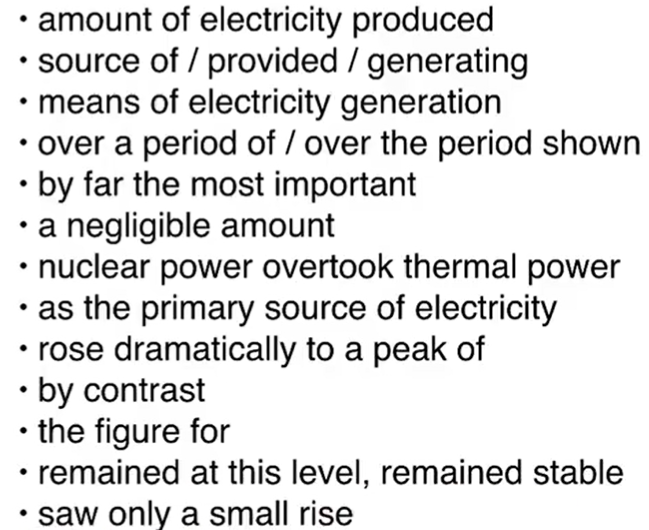 • amount of electricity produced
• source of / provided / generating
• means of electricity generation
• over a period of / over the period shown
• by far the most important
• a negligible amount
• nuclear power overtook thermal power
• as the primary source of electricity
• rose dramatically to a peak of
• by contrast
• the figure for
• remained at this level, remained stable
• saw only a small rise